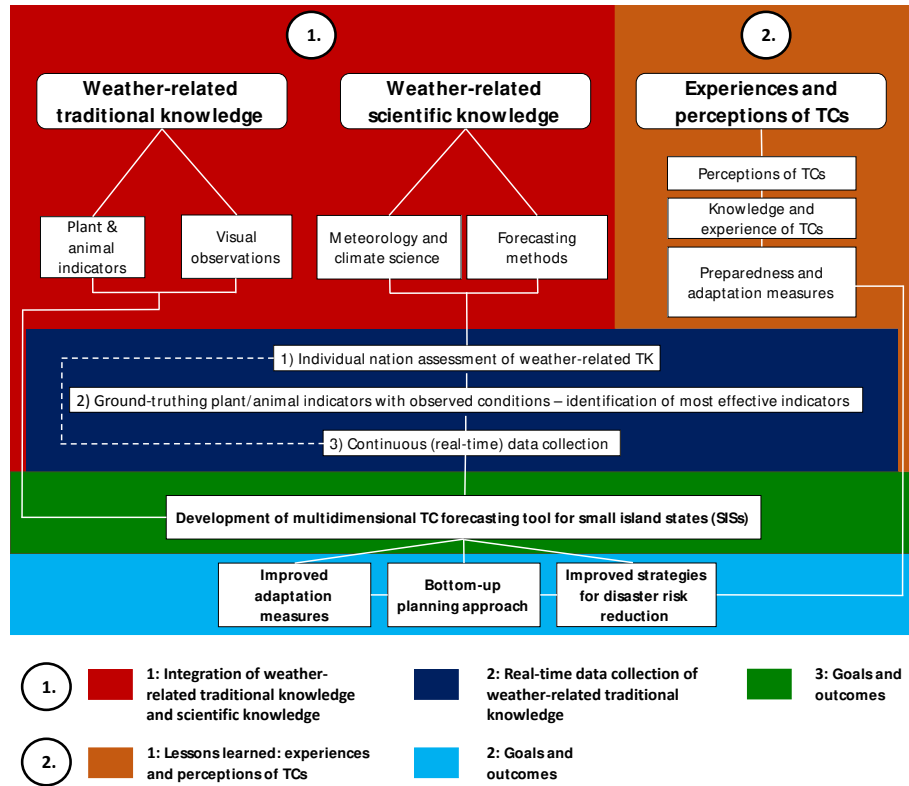 1.
2.
Weather-related
traditional knowledge
Weather-related
scientific knowledge
Experiences and
perceptions of TCs
Plant &
animal
indicators
Visual
observations
Meteorology and
climate science
Forecasting
methods
Perceptions of TCs
Knowledge and
experience of TCs
Preparedness and
adaptation measures
1) Individual nation assessment of weather-related TK
2) Ground-truthing plant/animal indicators with observed conditions – identification of most effective indicators
3) Continuous (real-time) data collection
Development of multidimensional TC forecasting tool for small island states (SISs)
Improved
adaptation
measures
Bottom-up
planning approach
Improved strategies
for disaster risk
reduction
1.
1: Integration of weather-
related traditional knowledge
and scientific knowledge
2: Real-time data collection of
weather-related traditional
knowledge
3: Goals and
outcomes
2.
1: Lessons learned: experiences
and perceptions of TCs
2: Goals and
outcomes